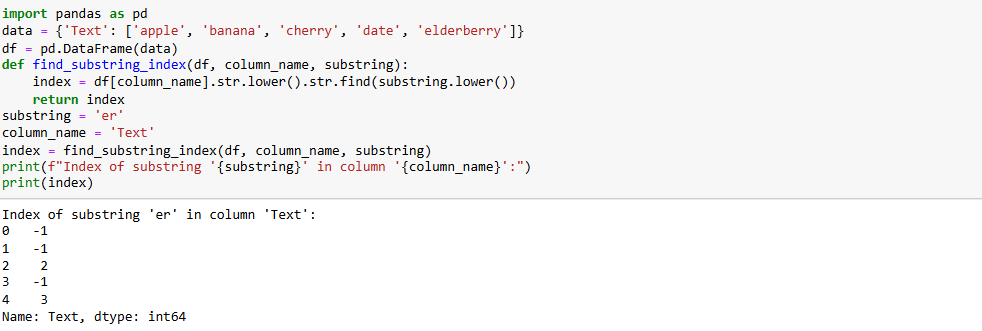 import pandas as pd
data = {'Text': ['apple', 'banana', 'cherry', 'date', 'elderberry']}
df = pd.DataFrame(data)
def find_substring_index(df, column_name, substring):
    index = df[column_name].str.lower().str.find(substring.lower())
    return index
substring = 'er'
column_name = 'Text'
index = find_substring_index(df, column_name, substring)
print(f"Index of substring '{substring}' in column '{column_name}':")
print(index)
Index of substring 'er' in column 'Text':
0   -1
1   -1
2    2
3   -1
4    3
Name: Text, dtype: int64